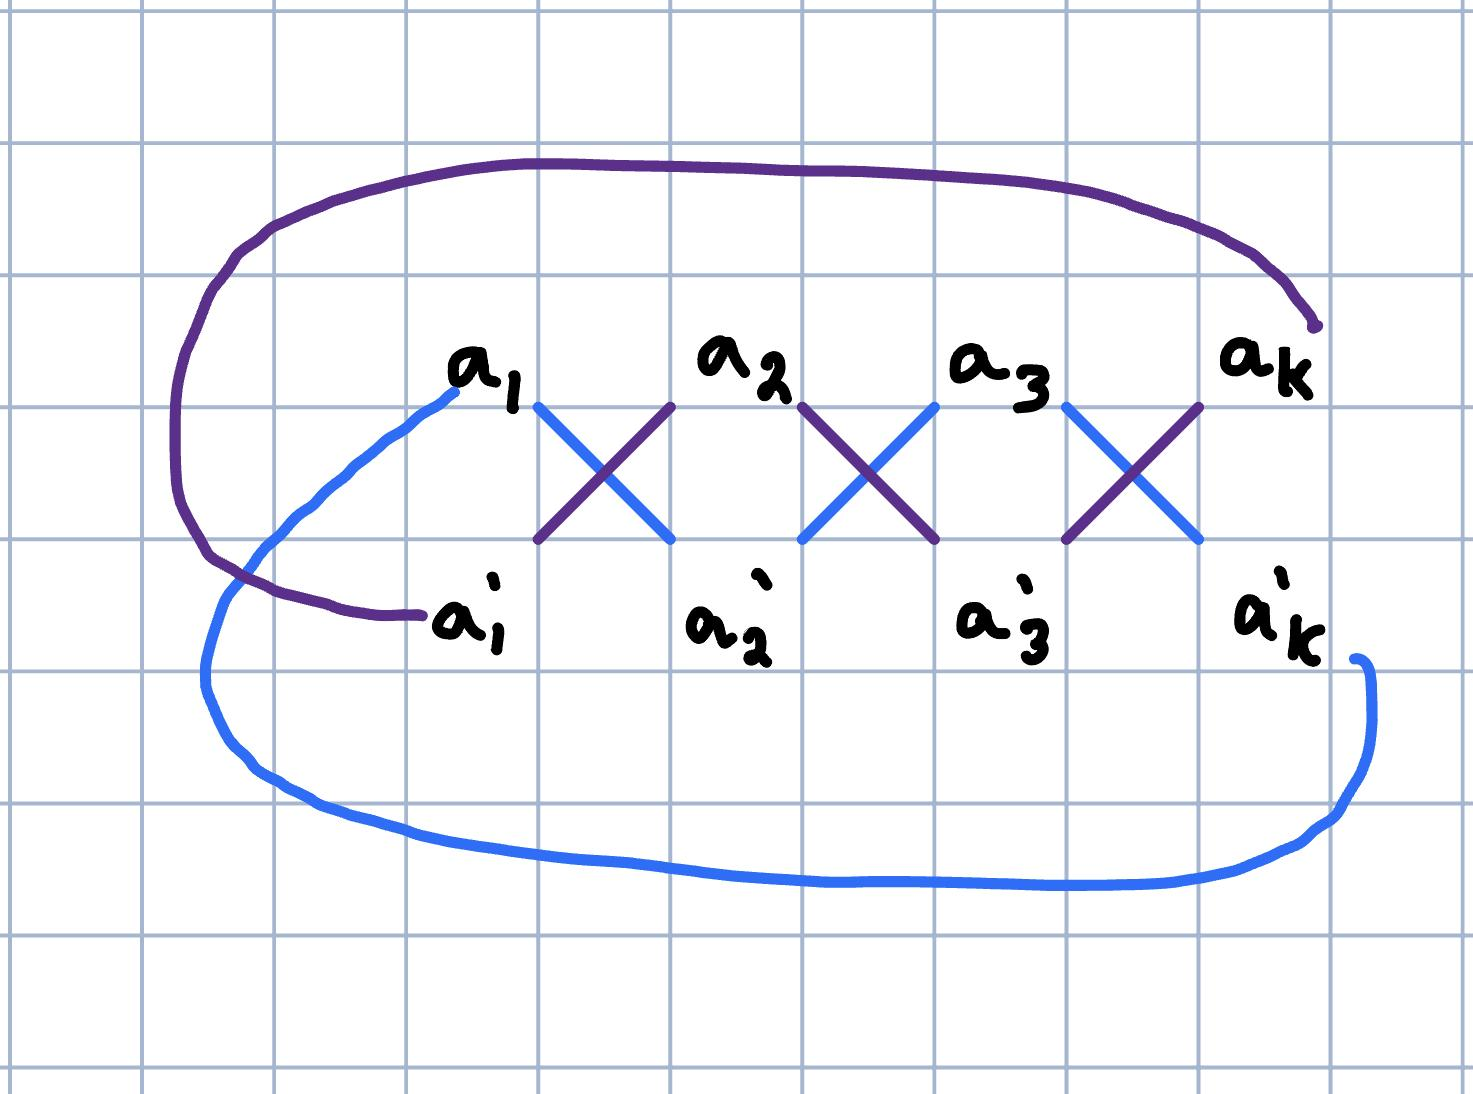 a₁ a₂ a₃ aₖ
a'₁ a'₂ a'₃ a'ₖ